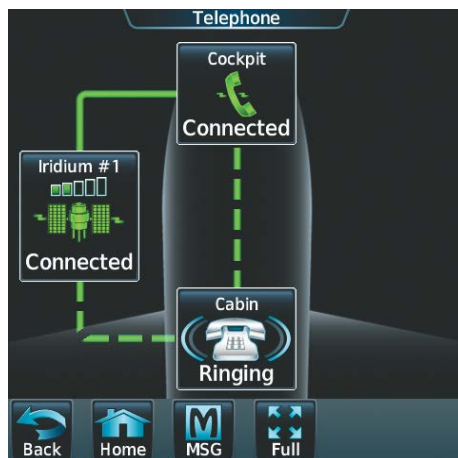 Telephone
Cockpit
Connected
Iridium #1
Connected
Cabin
Ringing
Back
Home
MSG
Full